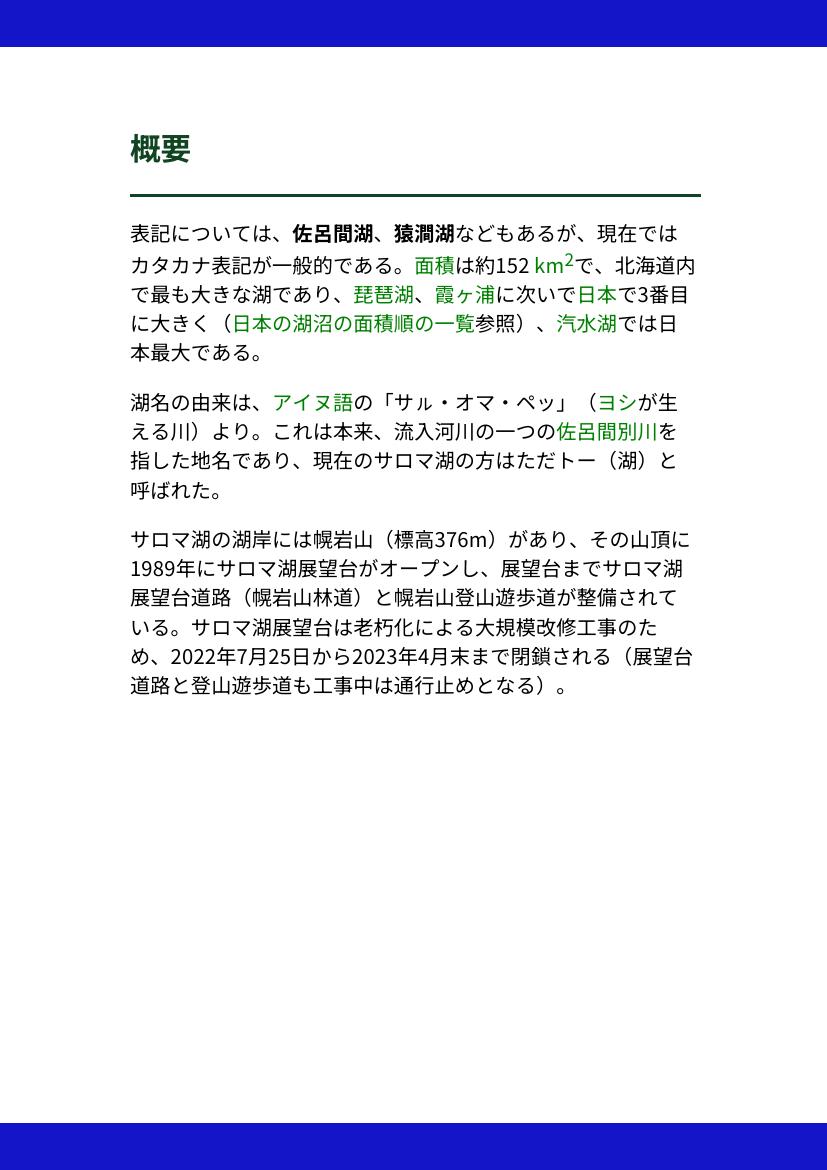 概要
表記については、佐呂間湖、猿澗湖などもあるが、現在では
カタカナ表記が一般的である。面積は約152 km²で、北海道内
で最も大きな湖であり、琵琶湖、霞ヶ浦に次いで日本で3番目
に大きく（日本の湖沼の面積順の一覧参照）、汽水湖では日
本最大である。
湖名の由来は、アイヌ語の「サㇽ・オマ・ペッ」（ヨシが生
える川）より。これは本来、流入河川の一つの佐呂間別川を
指した地名であり、現在のサロマ湖の方はただトー（湖）と
呼ばれた。
サロマ湖の湖岸には幌岩山（標高376m）があり、その山頂に
1989年にサロマ湖展望台がオープンし、展望台までサロマ湖
展望台道路（幌岩山林道）と幌岩山登山遊歩道が整備されて
いる。サロマ湖展望台は老朽化による大規模改修工事のた
め、2022年7月25日から2023年4月末まで閉鎖される（展望台
道路と登山遊歩道も工事中は通行止めとなる）。